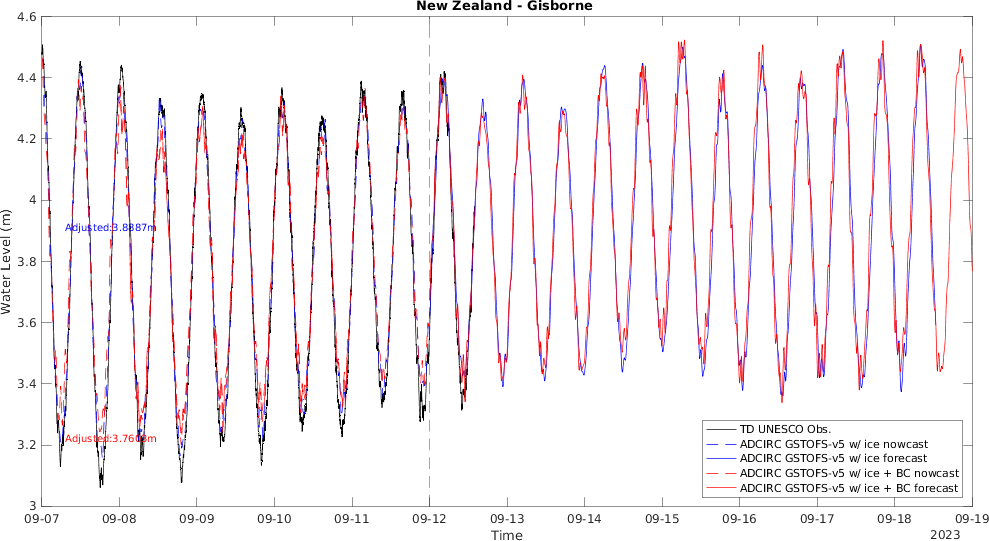 New Zealand - Gisborne
4.6
4.4
4.2
4
3.8
3.6
3.4
3.2
3
Water Level (m)
Adjusted:3.8387m
TD UNESCO Obs.
ADCIRC GSTOFS-v5 w/ ice nowcast
ADCIRC GSTOFS-v5 w/ ice forecast
ADCIRC GSTOFS-v5 w/ ice + BC nowcast
ADCIRC GSTOFS-v5 w/ ice + BC forecast
09-07 09-08 09-09 09-10 09-11 09-12 09-13 09-14 09-15 09-16 09-17 09-18 09-19
Time
2023